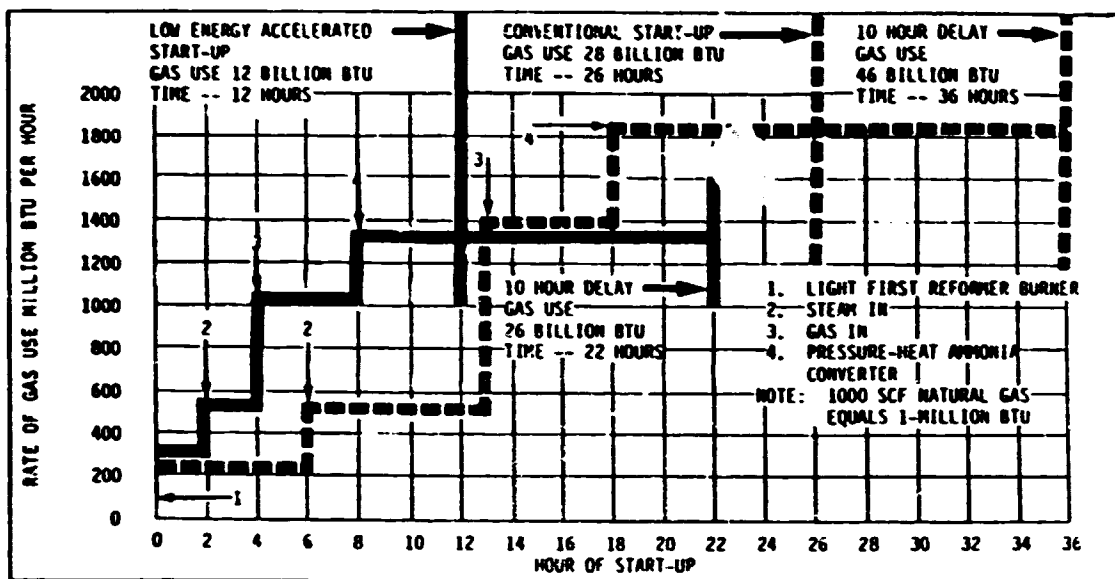 LOW ENERGY ACCELERATED
START-UP
GAS USE 12 BILLION BTU
TIME -- 12 HOURS
CONVENTIONAL START-UP
GAS USE 28 BILLION BTU
TIME -- 26 HOURS
10 HOUR DELAY
GAS USE
46 BILLION BTU
TIME -- 36 HOURS
RATE OF GAS USE MILLION BTU PER HOUR
2000
1800
1600
1400
1200
1000
800
600
400
200
0
4
3
2
2
1
10 HOUR DELAY
GAS USE
26 BILLION BTU
TIME -- 22 HOURS
1. LIGHT FIRST REFORMER BURNER
2. STEAM IN
3. GAS IN
4. PRESSURE-HEAT AMMONIA
CONVERTER
NOTE: 1000 SCF NATURAL GAS
EQUALS 1-MILLION BTU
0 2 4 6 8 10 12 14 16 18 20 22 24 26 28 30 32 34 36
HOUR OF START-UP